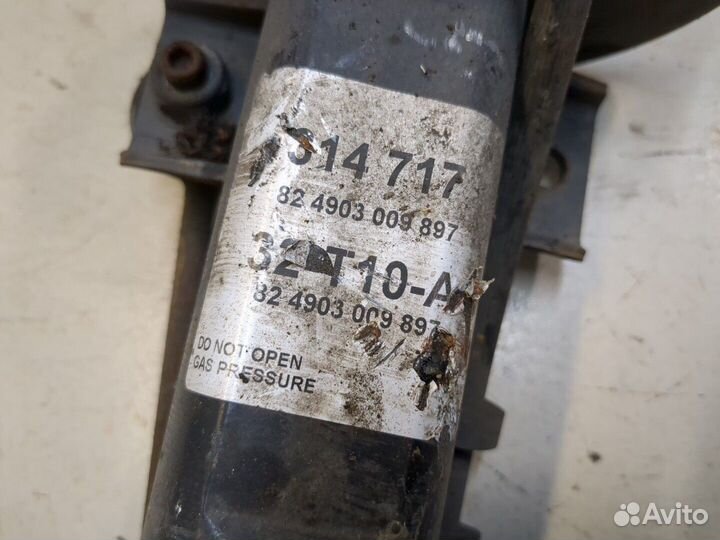 314 717
82 4903 009 897
T10-A
82 4903 009 897
DO NOT OPEN
GAS PRESSURE
Avito